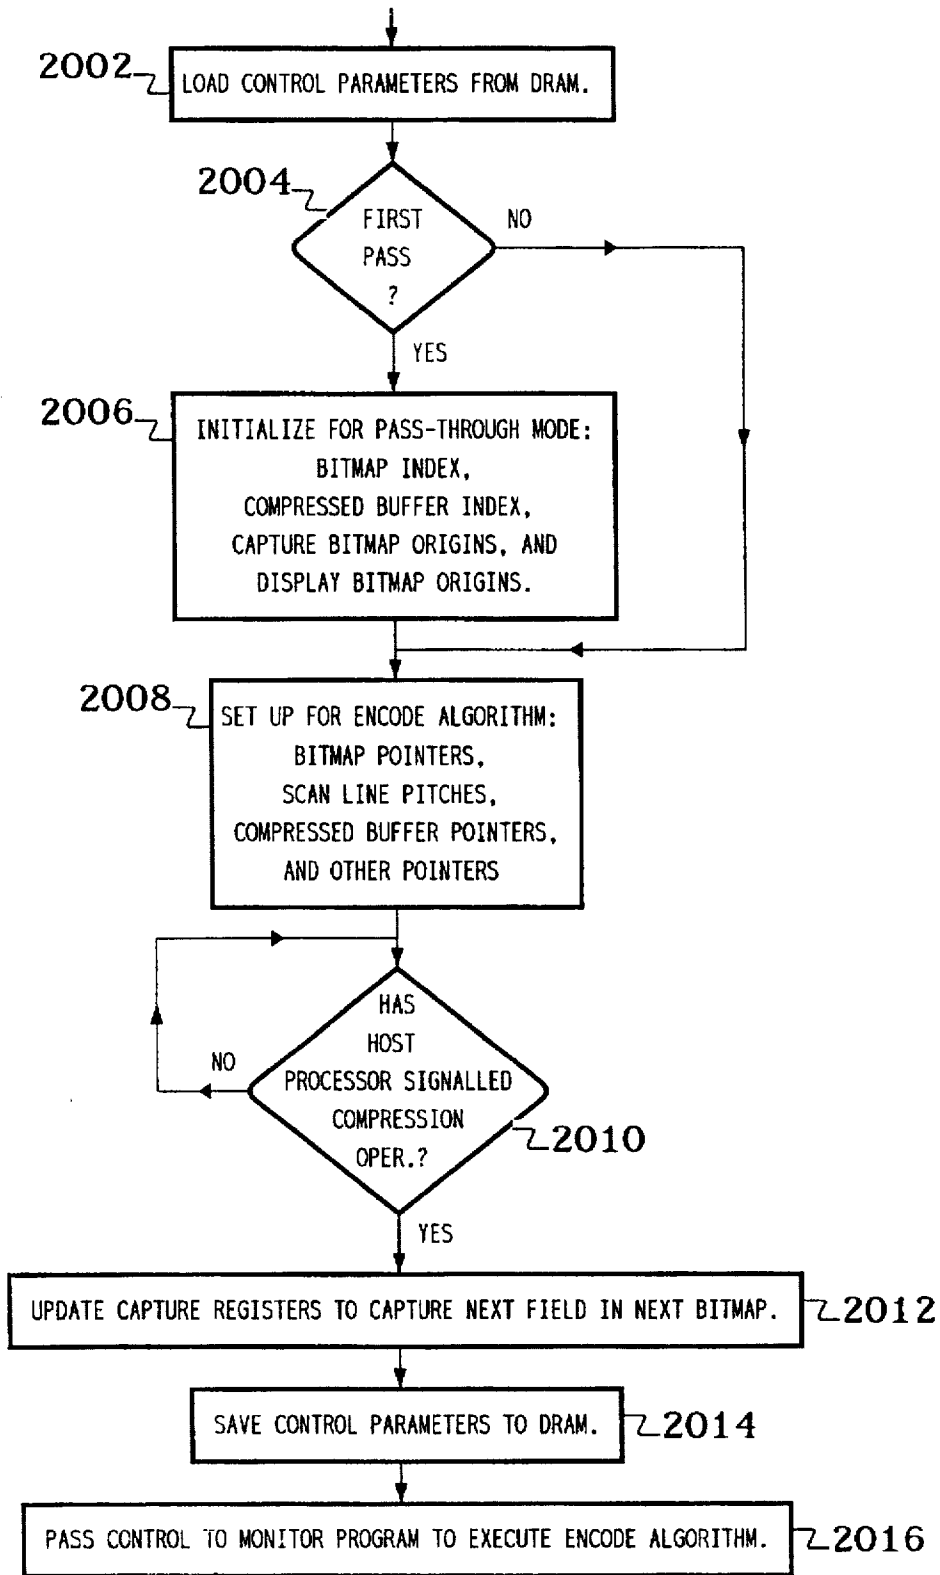 2002
LOAD CONTROL PARAMETERS FROM DRAM.
2004
FIRST
PASS
?
NO
YES
2006
INITIALIZE FOR PASS-THROUGH MODE:
BITMAP INDEX,
COMPRESSED BUFFER INDEX,
CAPTURE BITMAP ORIGINS, AND
DISPLAY BITMAP ORIGINS.
2008
SET UP FOR ENCODE ALGORITHM:
BITMAP POINTERS,
SCAN LINE PITCHES,
COMPRESSED BUFFER POINTERS,
AND OTHER POINTERS
HAS
HOST
PROCESSOR SIGNALLED
COMPRESSION
OPER.?
NO
2010
YES
UPDATE CAPTURE REGISTERS TO CAPTURE NEXT FIELD IN NEXT BITMAP.
2012
SAVE CONTROL PARAMETERS TO DRAM.
2014
PASS CONTROL TO MONITOR PROGRAM TO EXECUTE ENCODE ALGORITHM.
2016